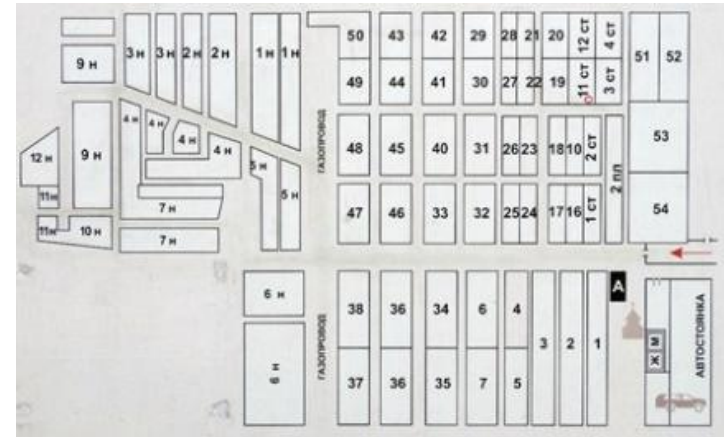 50 43 42 29 28 21 20 12 ст 4 ст
51 52
9 н 3 н 3 н 2 н 2 н 1 н 1 н
49 44 41 30 27 22 19 11 ст 3 ст
ГАЗОПРОВОД
4 н 4 н 4 н 4 н
53
12 н 9 н 5 н 48 45 40 31 26 23 18 10 2 ст
2 пл
11 н 7 н 5 н 47 46 33 32 25 24 17 16 1 ст
54
11 н 10 н 7 н
6 н 38 36 34 6 4 А
3 2 1
ГАЗОПРОВОД
АВТОСТОЯНКА
М
Ж
6 н 37 36 35 7 5